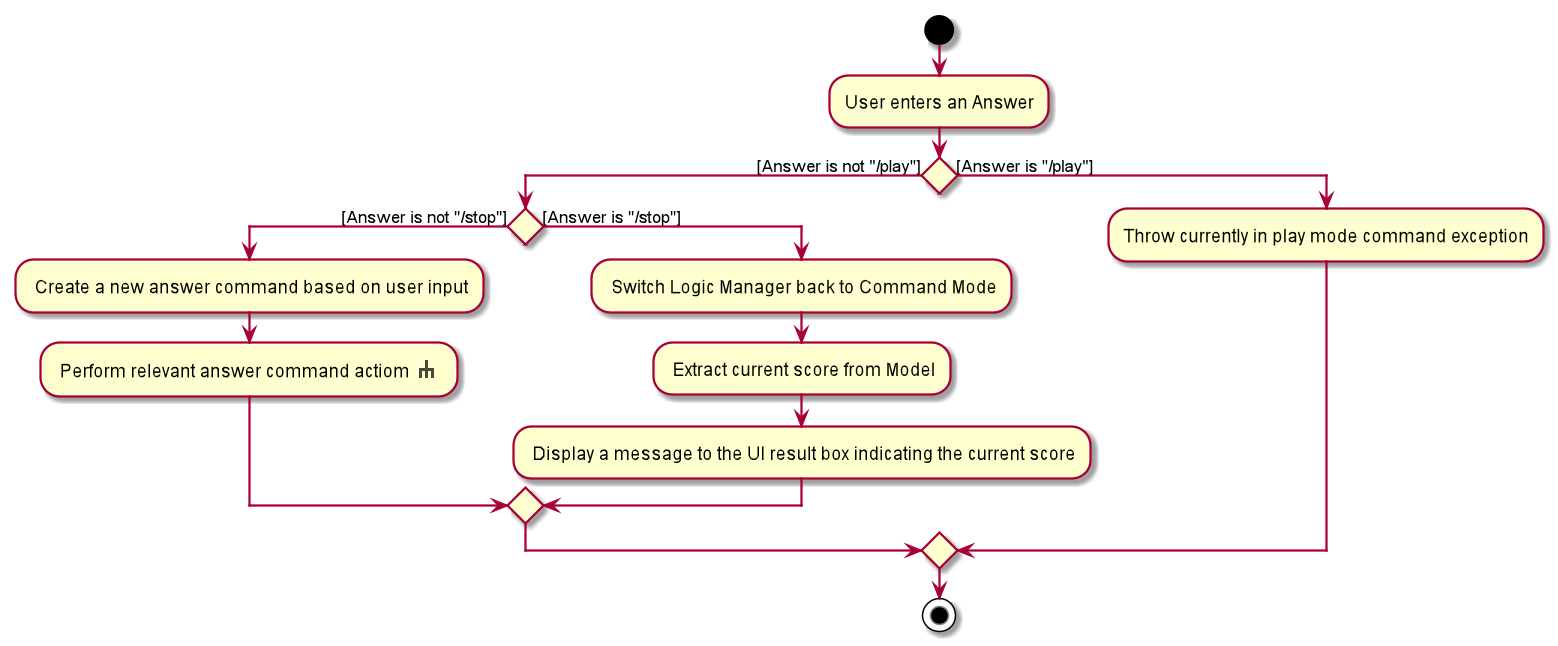 User enters an Answer
[Answer is not "/play"]
[Answer is "/play"]
[Answer is not "/stop"]
[Answer is "/stop"]
Throw currently in play mode command exception
Create a new answer command based on user input
Switch Logic Manager back to Command Mode
Perform relevant answer command actiom
Extract current score from Model
Display a message to the UI result box indicating the current score